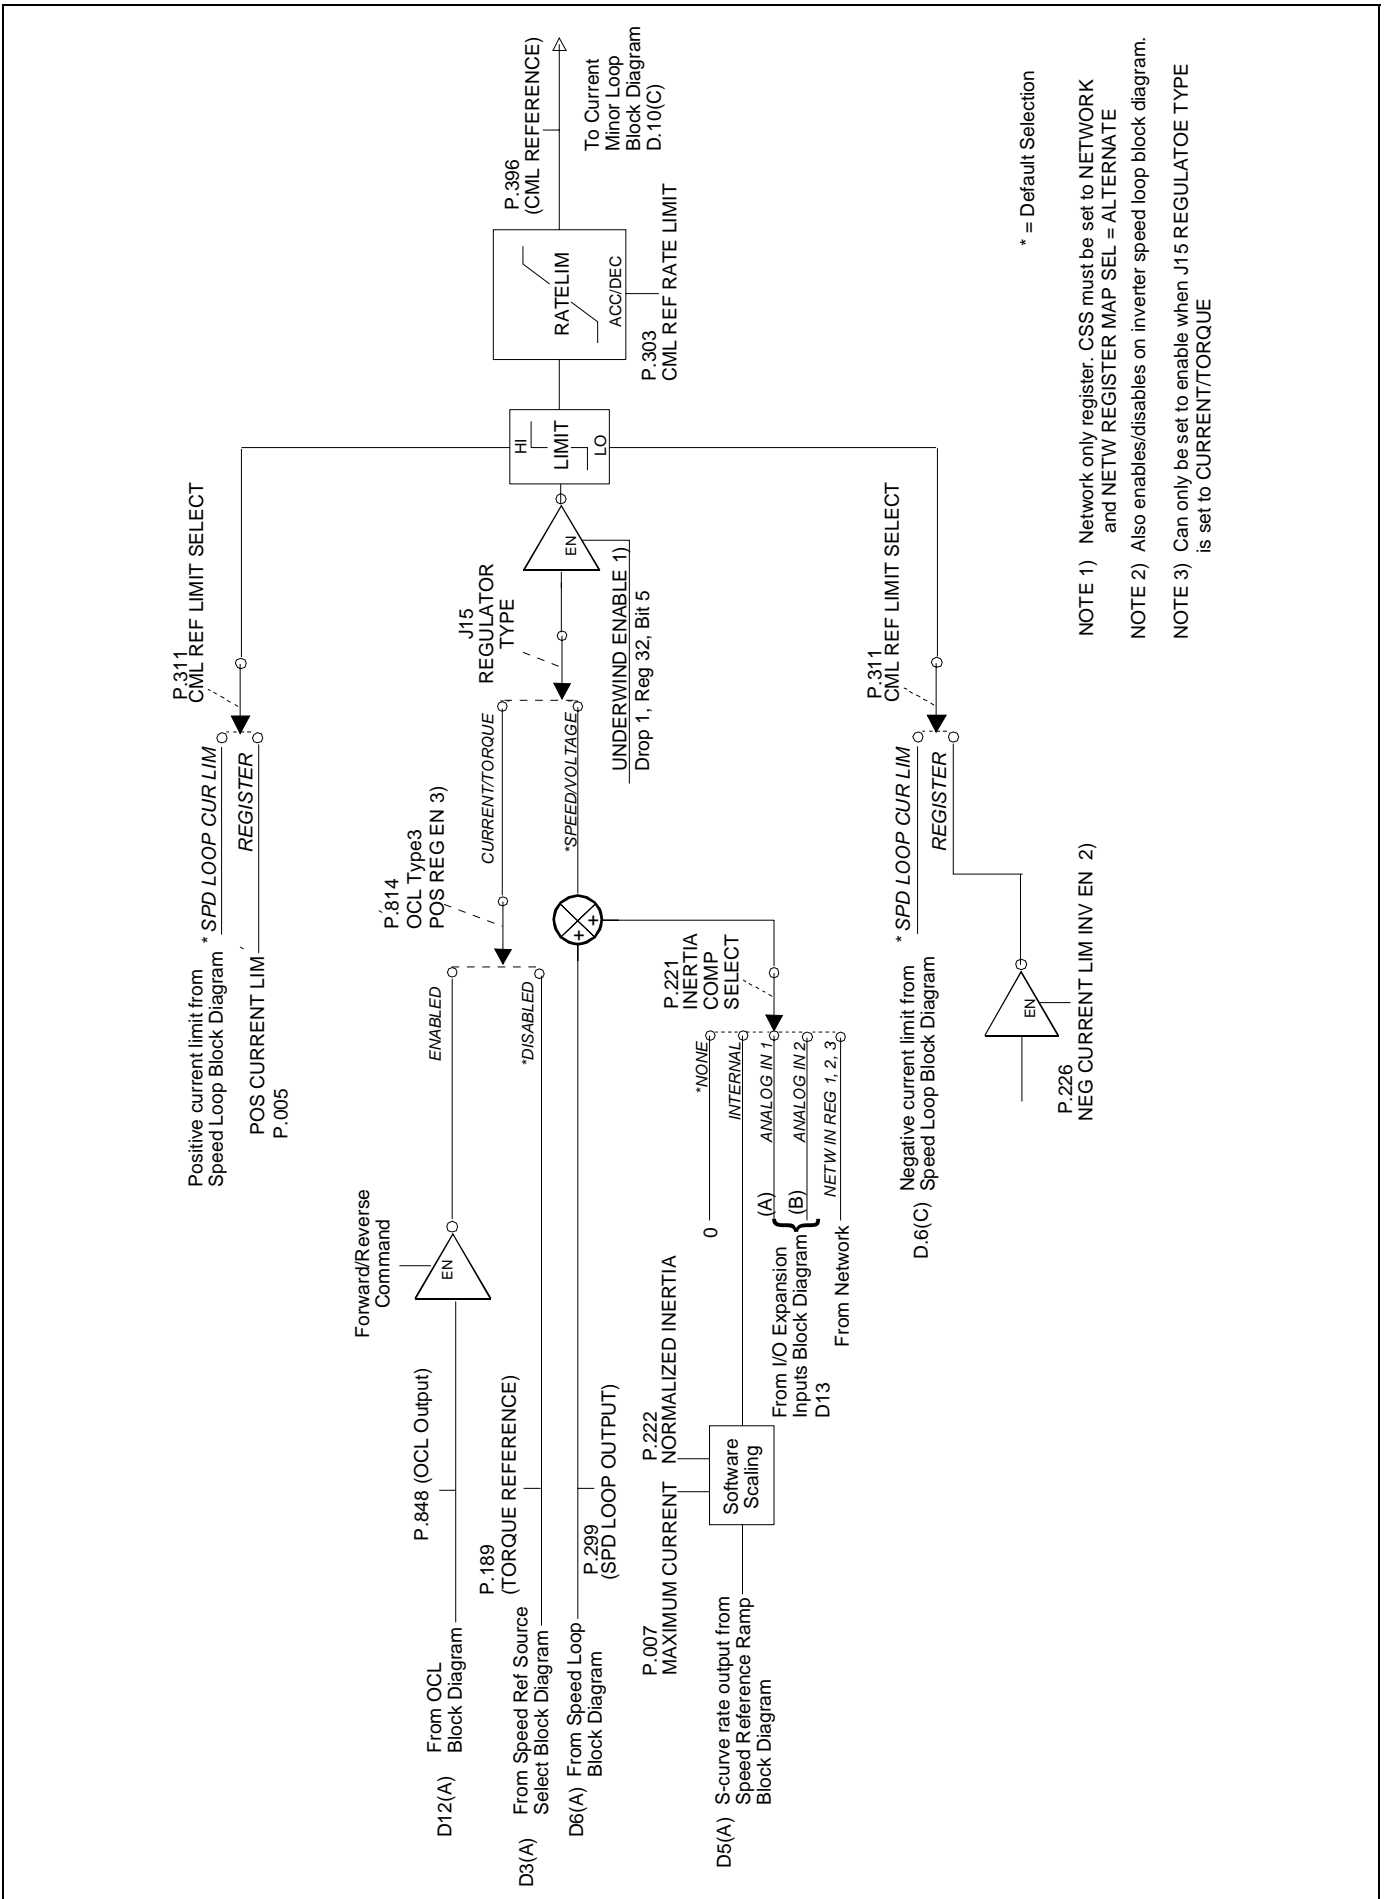 Positive current limit from
Speed Loop Block Diagram
* SPD LOOP CUR LIM
REGISTER
POS CURRENT LIM
P.005
P.311
CML REF LIMIT SELECT
D12(A)
From OCL
Block Diagram
P.848 (OCL Output)
Forward/Reverse
Command
EN
ENABLED
*DISABLED
P.814
OCL Type3
POS REG EN 3)
CURRENT/TORQUE
*SPEED/VOLTAGE
J15
REGULATOR
TYPE
EN
UNDERWIND ENABLE 1)
Drop 1, Reg 32, Bit 5
HI
LIMIT
LO
RATELIM
ACC/DEC
P.303
CML REF RATE LIMIT
P.396
(CML REFERENCE)
To Current
Minor Loop
Block Diagram
D.10(C)
D3(A)
From Speed Ref Source
Select Block Diagram
P.189
(TORQUE REFERENCE)
D6(A)
From Speed Loop
Block Diagram
P.299
(SPD LOOP OUTPUT)
+
+
P.007
MAXIMUM CURRENT
P.222
NORMALIZED INERTIA
D5(A)
S-curve rate output from
Speed Reference Ramp
Block Diagram
Software
Scaling
0
*NONE
INTERNAL
(A)
ANALOG IN 1
(B)
ANALOG IN 2
NETW IN REG 1, 2, 3
From I/O Expansion
Inputs Block Diagram
D13
From Network
P.221
INERTIA
COMP
SELECT
D.6(C)
Negative current limit from
Speed Loop Block Diagram
* SPD LOOP CUR LIM
REGISTER
P.311
CML REF LIMIT SELECT
EN
P.226
NEG CURRENT LIM INV EN 2)
* = Default Selection
NOTE 1) Network only register. CSS must be set to NETWORK
and NETW REGISTER MAP SEL = ALTERNATE
NOTE 2) Also enables/disables on inverter speed loop block diagram.
NOTE 3) Can only be set to enable when J15 REGULATOE TYPE
is set to CURRENT/TORQUE